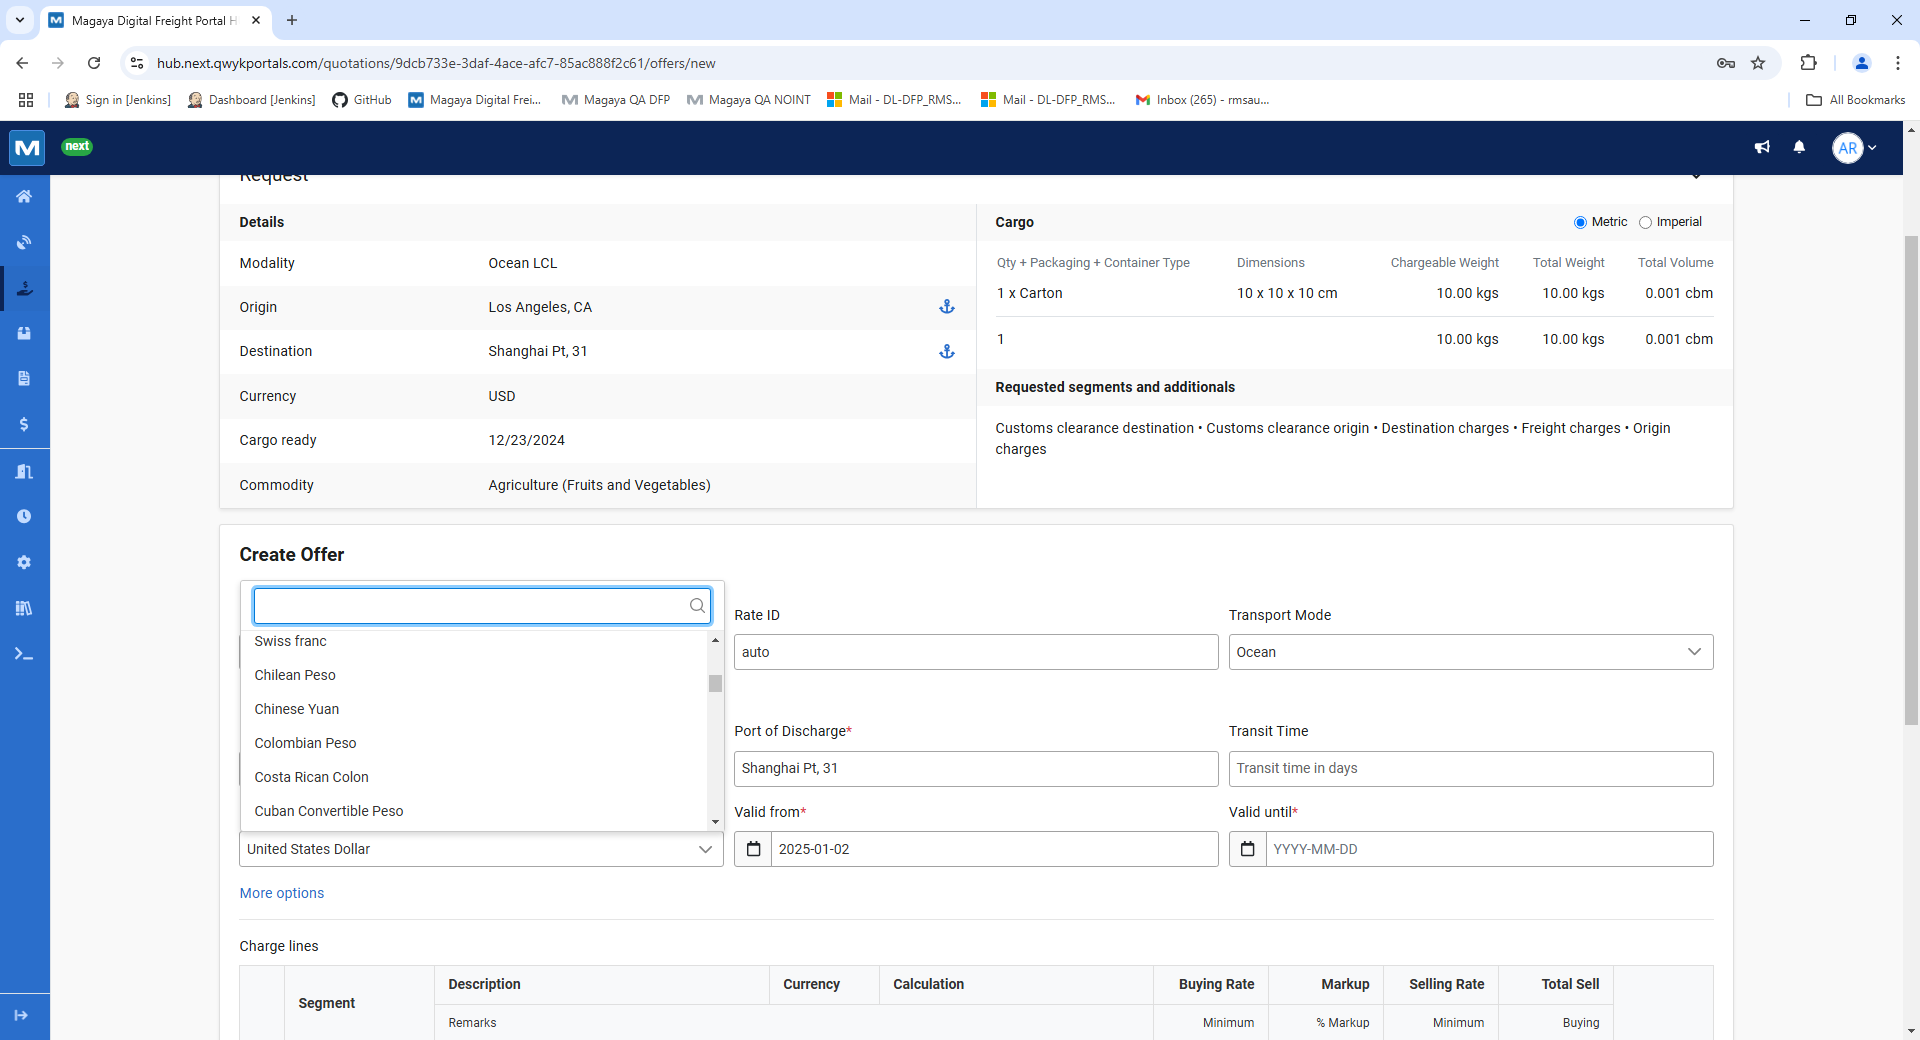 Magaya Digital Freight Portal H
hub.next.qwykportals.com/quotations/9dcb733e-3daf-4ace-afc7-85ac888f2c61/offers/new
Sign in [Jenkins]
Dashboard [Jenkins]
GitHub
Magaya Digital Frei...
Magaya QA DFP
Magaya QA NOINT
Mail - DL-DFP_RMS...
Mail - DL-DFP_RMS...
Inbox (265) - rmsau...
All Bookmarks
next
AR
Request
Details
Modality Ocean LCL
Origin Los Angeles, CA
Destination Shanghai Pt, 31
Currency USD
Cargo ready 12/23/2024
Commodity Agriculture (Fruits and Vegetables)
Cargo Metric Imperial
Qty + Packaging + Container Type Dimensions Chargeable Weight Total Weight Total Volume
1 x Carton 10 x 10 x 10 cm 10.00 kgs 10.00 kgs 0.001 cbm
1 10.00 kgs 10.00 kgs 0.001 cbm
Requested segments and additionals
Customs clearance destination • Customs clearance origin • Destination charges • Freight charges • Origin
charges
Create Offer
Swiss franc
Chilean Peso
Chinese Yuan
Colombian Peso
Costa Rican Colon
Cuban Convertible Peso
United States Dollar
Rate ID
auto
Transport Mode
Ocean
Port of Discharge*
Shanghai Pt, 31
Transit Time
Transit time in days
Valid from*
2025-01-02
Valid until*
YYYY-MM-DD
More options
Charge lines
Segment
Description Currency Calculation Buying Rate Markup Selling Rate Total Sell
Remarks Minimum % Markup Minimum Buying